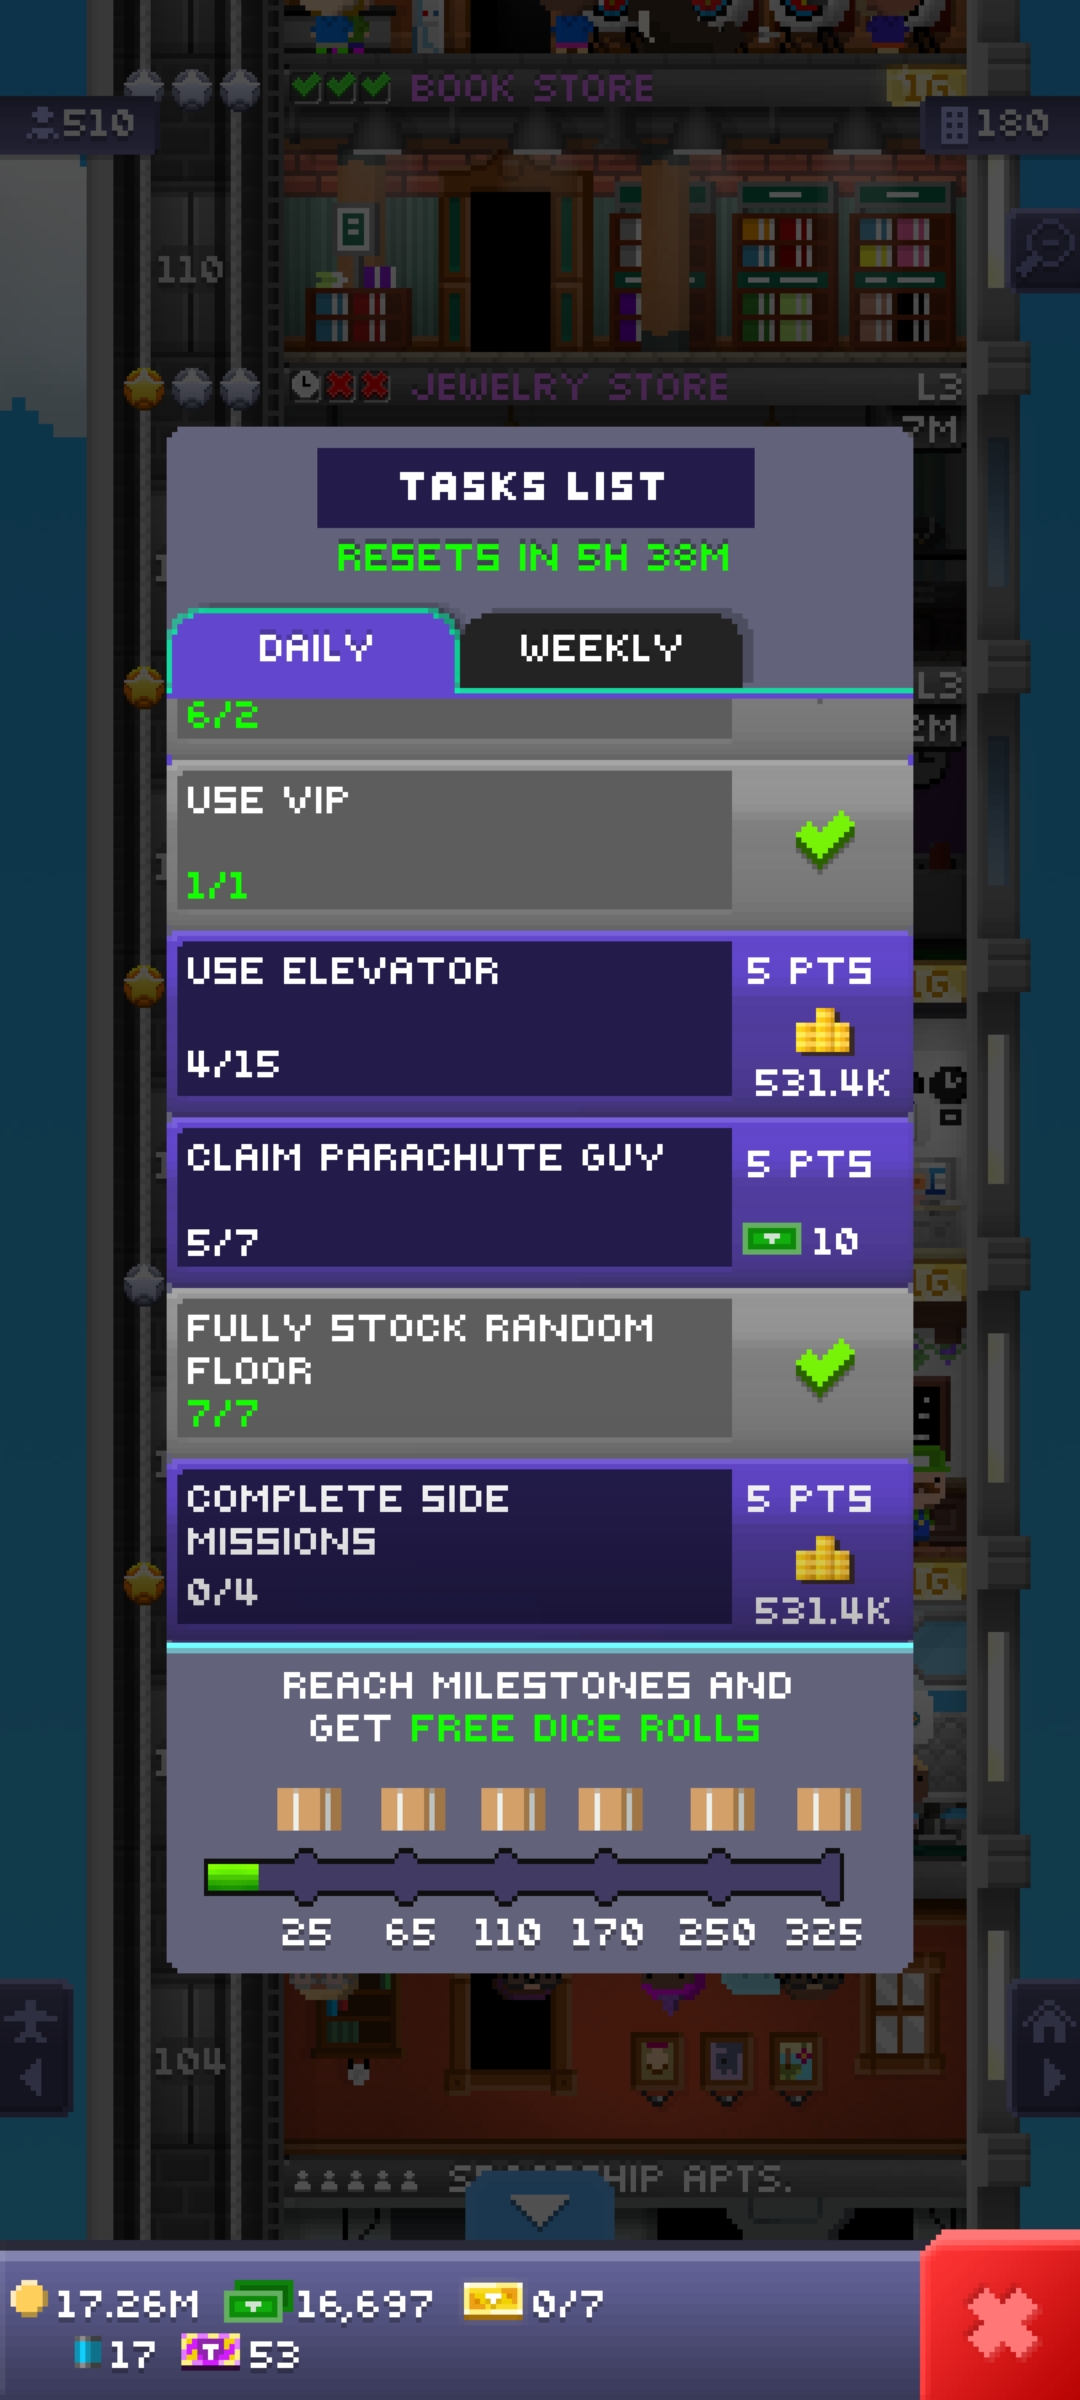 BOOK STORE
1G
510
180
110
JEWELRY STORE
L3
7M
TASKS LIST
RESETS IN 5H 38M
DAILY
WEEKLY
L3
2M
6/2
USE VIP
1/1
USE ELEVATOR
5 PTS
4/15
531.4K
1G
CLAIM PARACHUTE GUY
5 PTS
5/7
10
1G
FULLY STOCK RANDOM
FLOOR
7/7
COMPLETE SIDE
MISSIONS
5 PTS
0/4
531.4K
1G
REACH MILESTONES AND
GET FREE DICE ROLLS
25 65 110 170 250 325
104
APTS.
17.26M 16,697 0/7
17 53